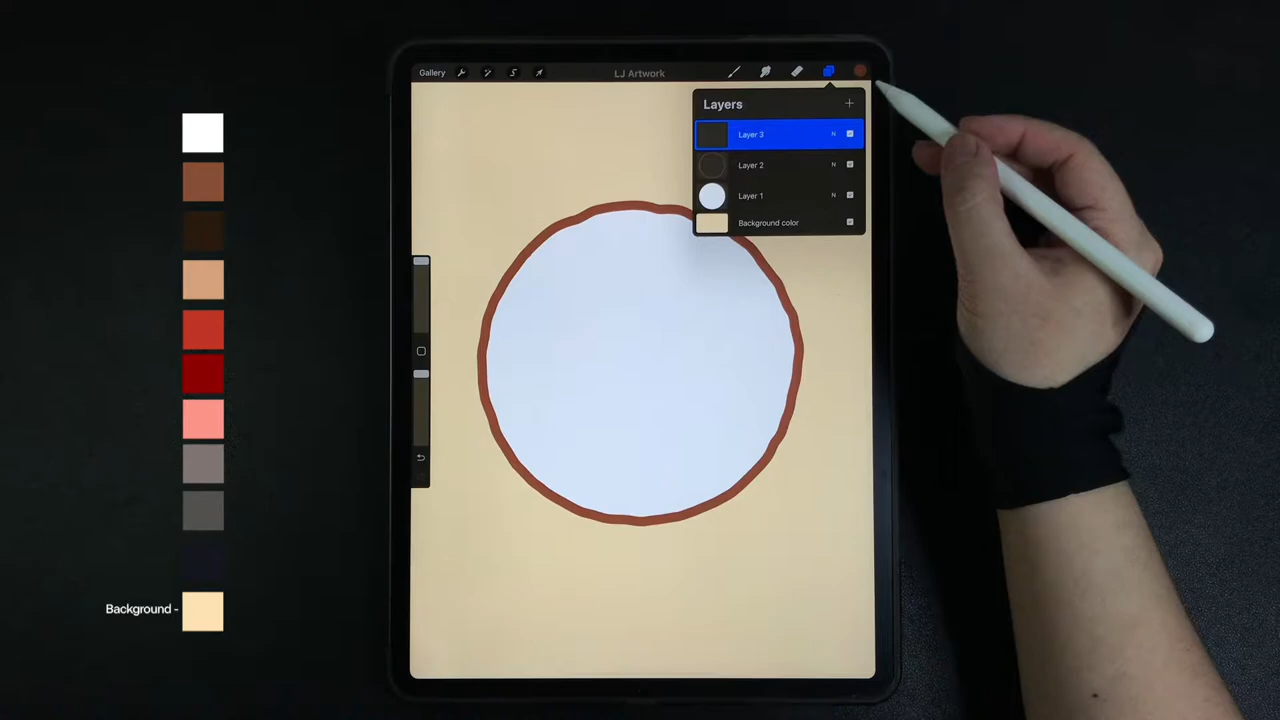 Gallery
LJ Artwork
Layers
Layer 3 N
Layer 2 N
Layer 1 N
Background color
Background -